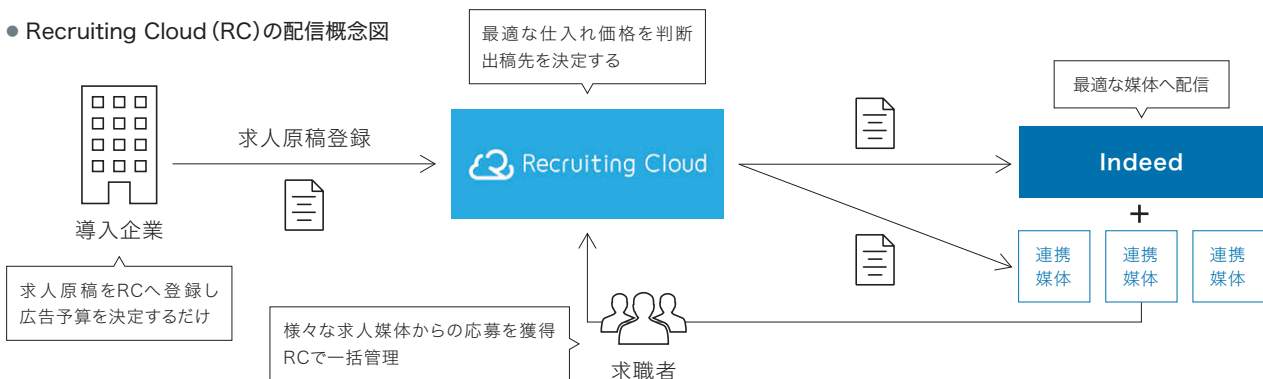 ● Recruiting Cloud(RC)の配信概念図
最適な仕入れ価格を判断
出稿先を決定する
最適な媒体へ配信
求人原稿登録
Recruiting Cloud
Indeed
+
導入企業
連携
媒体
連携
媒体
連携
媒体
求人原稿をRCへ登録し
広告予算を決定するだけ
様々な求人媒体からの応募を獲得
RCで一括管理
求職者